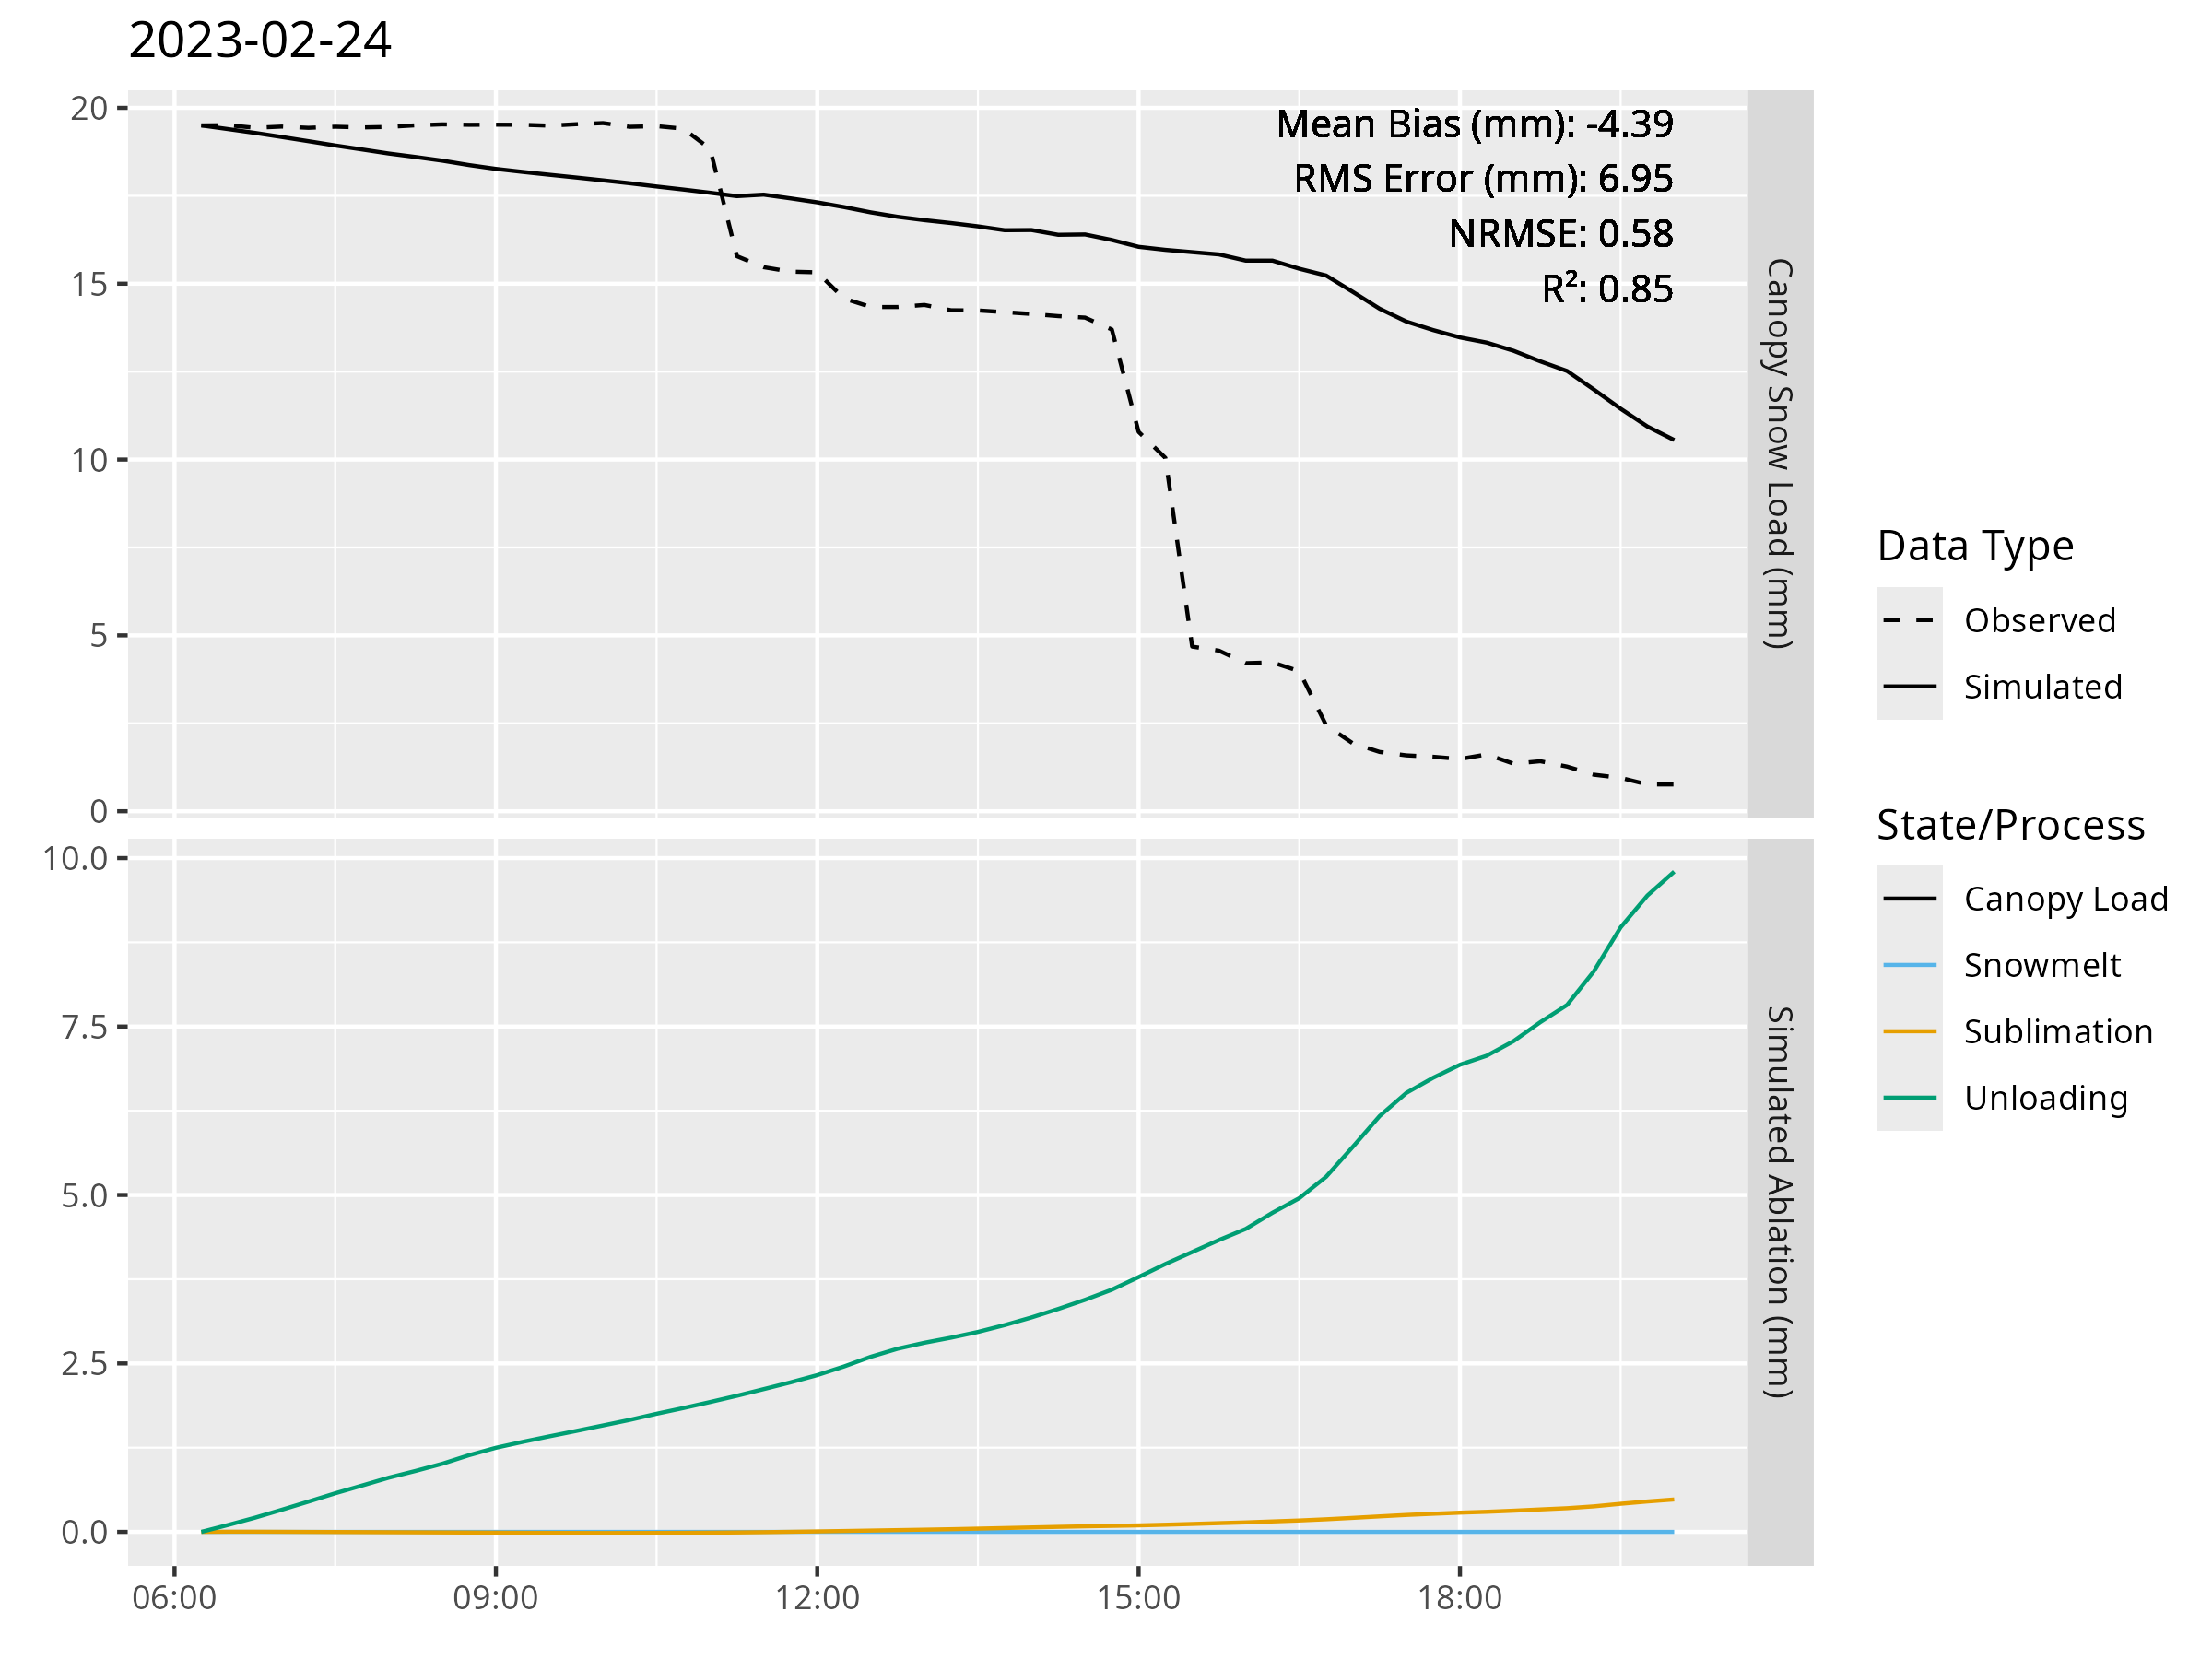 2023-02-24
20
15
10
5
0
Mean Bias (mm): -4.39
RMS Error (mm): 6.95
NRMSE: 0.58
R²: 0.85
Canopy Snow Load (mm)
10.0
7.5
5.0
2.5
0.0
Simulated Ablation (mm)
06:00 09:00 12:00 15:00 18:00
Data Type
Observed
Simulated
State/Process
Canopy Load
Snowmelt
Sublimation
Unloading